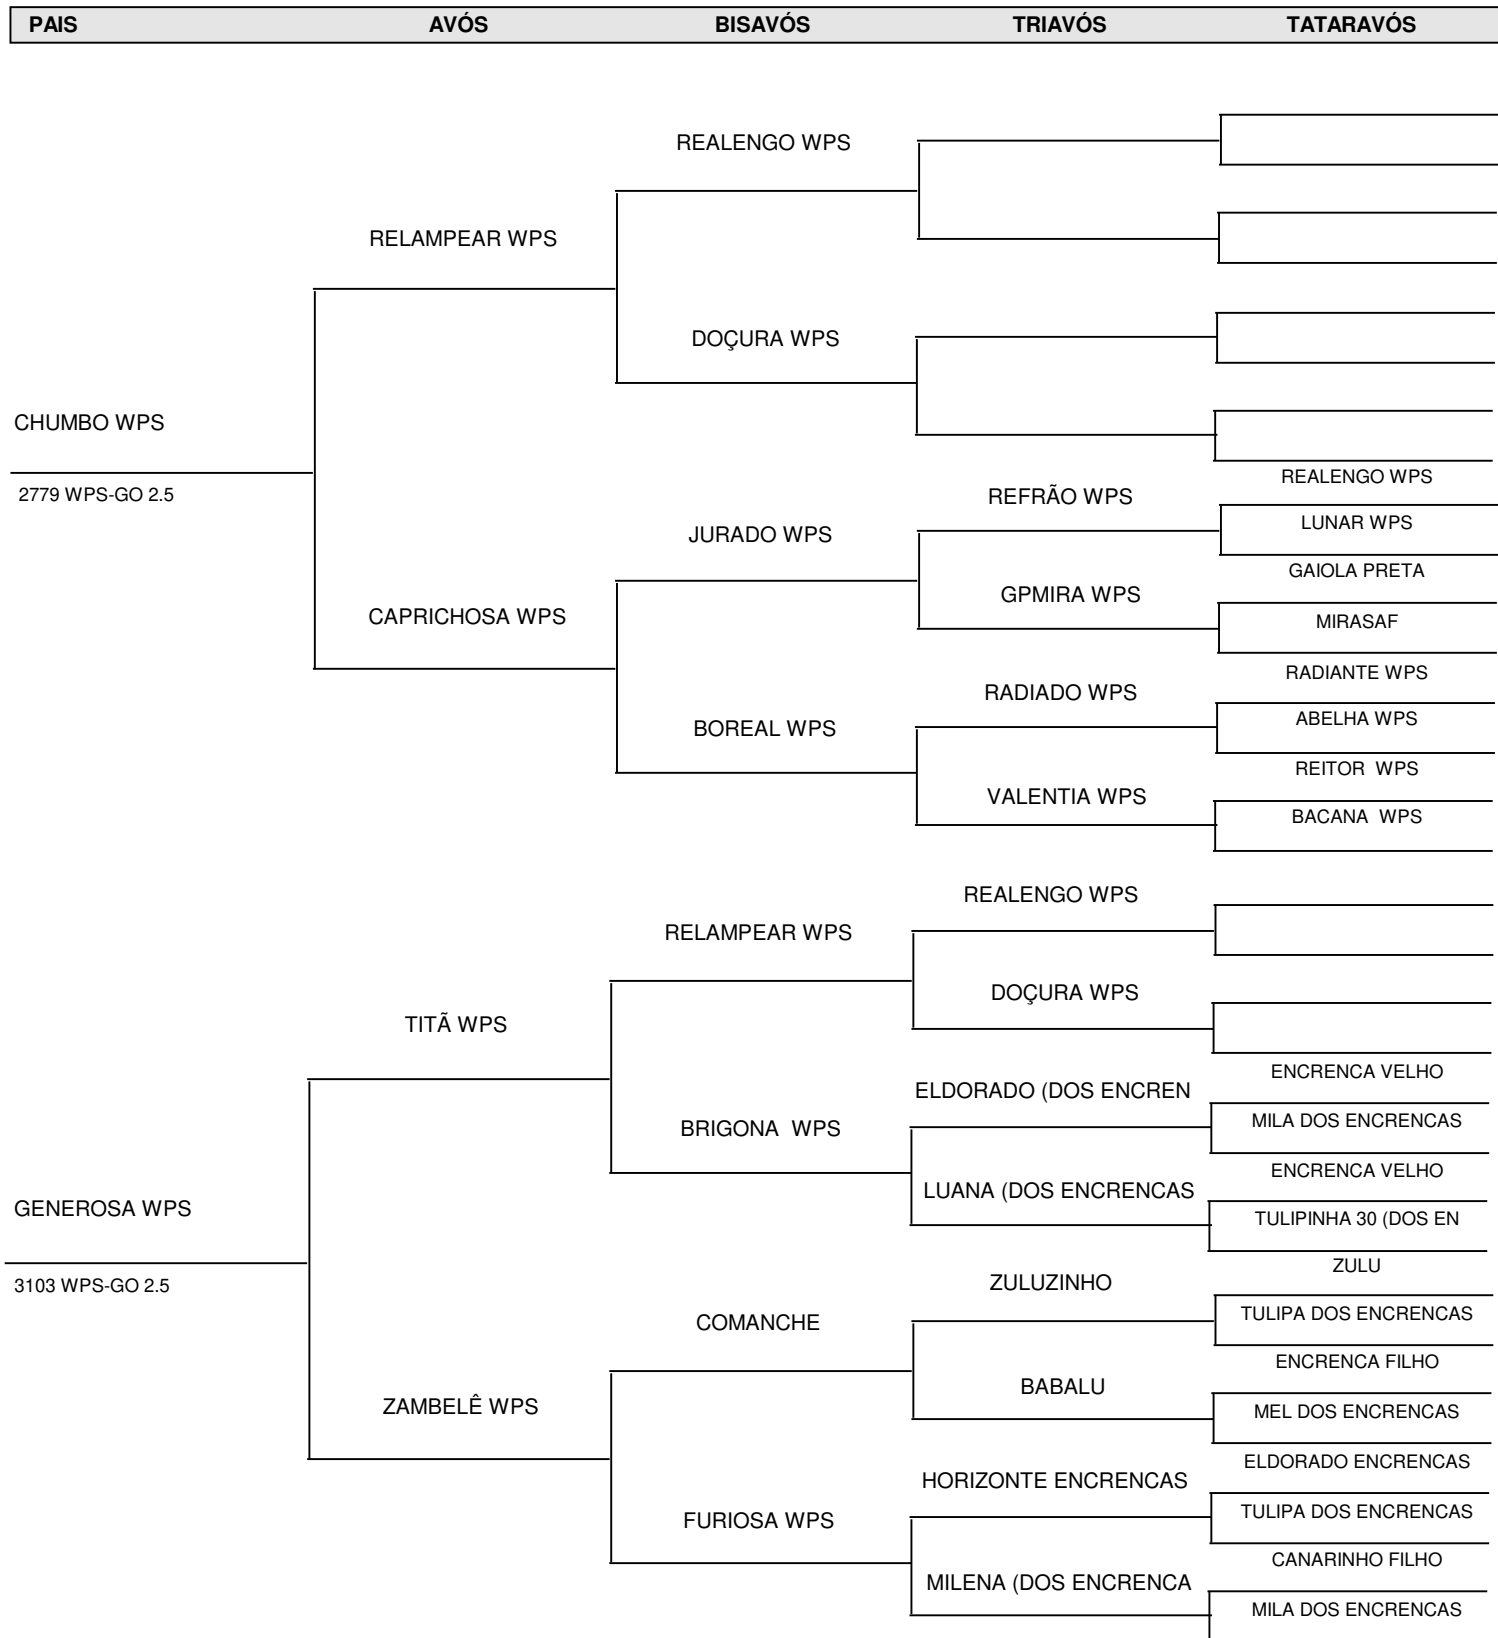 PAIS AVÓS BISAVÓS TRIAVÓS TATARAVÓS
REALENGO WPS
RELAMPEAR WPS
DOÇURA WPS
CHUMBO WPS
REALENGO WPS
2779 WPS-GO 2.5
REFRÃO WPS
LUNAR WPS
JURADO WPS
GAIOLA PRETA
GPMIRA WPS
CAPRICHOSA WPS
MIRASAF
RADIANTE WPS
RADIADO WPS
ABELHA WPS
BOREAL WPS
REITOR  WPS
VALENTIA WPS
BACANA  WPS
REALENGO WPS
RELAMPEAR WPS
DOÇURA WPS
TITÃ WPS
ENCRENCA VELHO
ELDORADO (DOS ENCREN
MILA DOS ENCRENCAS
BRIGONA  WPS
ENCRENCA VELHO
LUANA (DOS ENCRENCAS
GENEROSA WPS
TULIPINHA 30 (DOS EN
ZULU
3103 WPS-GO 2.5
ZULUZINHO
TULIPA DOS ENCRENCAS
COMANCHE
ENCRENCA FILHO
BABALU
ZAMBELÊ WPS
MEL DOS ENCRENCAS
ELDORADO ENCRENCAS
HORIZONTE ENCRENCAS
TULIPA DOS ENCRENCAS
FURIOSA WPS
CANARINHO FILHO
MILENA (DOS ENCRENCA
MILA DOS ENCRENCAS